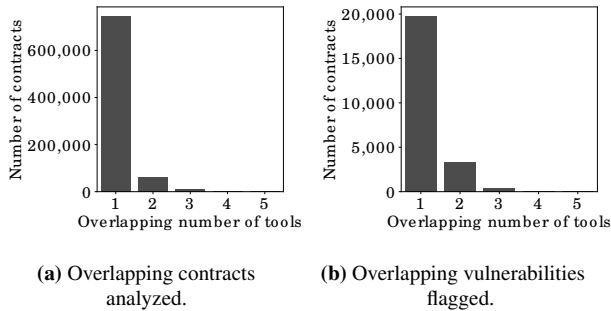 Number of contracts
600,000
400,000
200,000
0
1 2 3 4 5
Overlapping number of tools
(a) Overlapping contracts
analyzed.
Number of contracts
20,000
15,000
10,000
5,000
0
1 2 3 4 5
Overlapping number of tools
(b) Overlapping vulnerabilities
flagged.